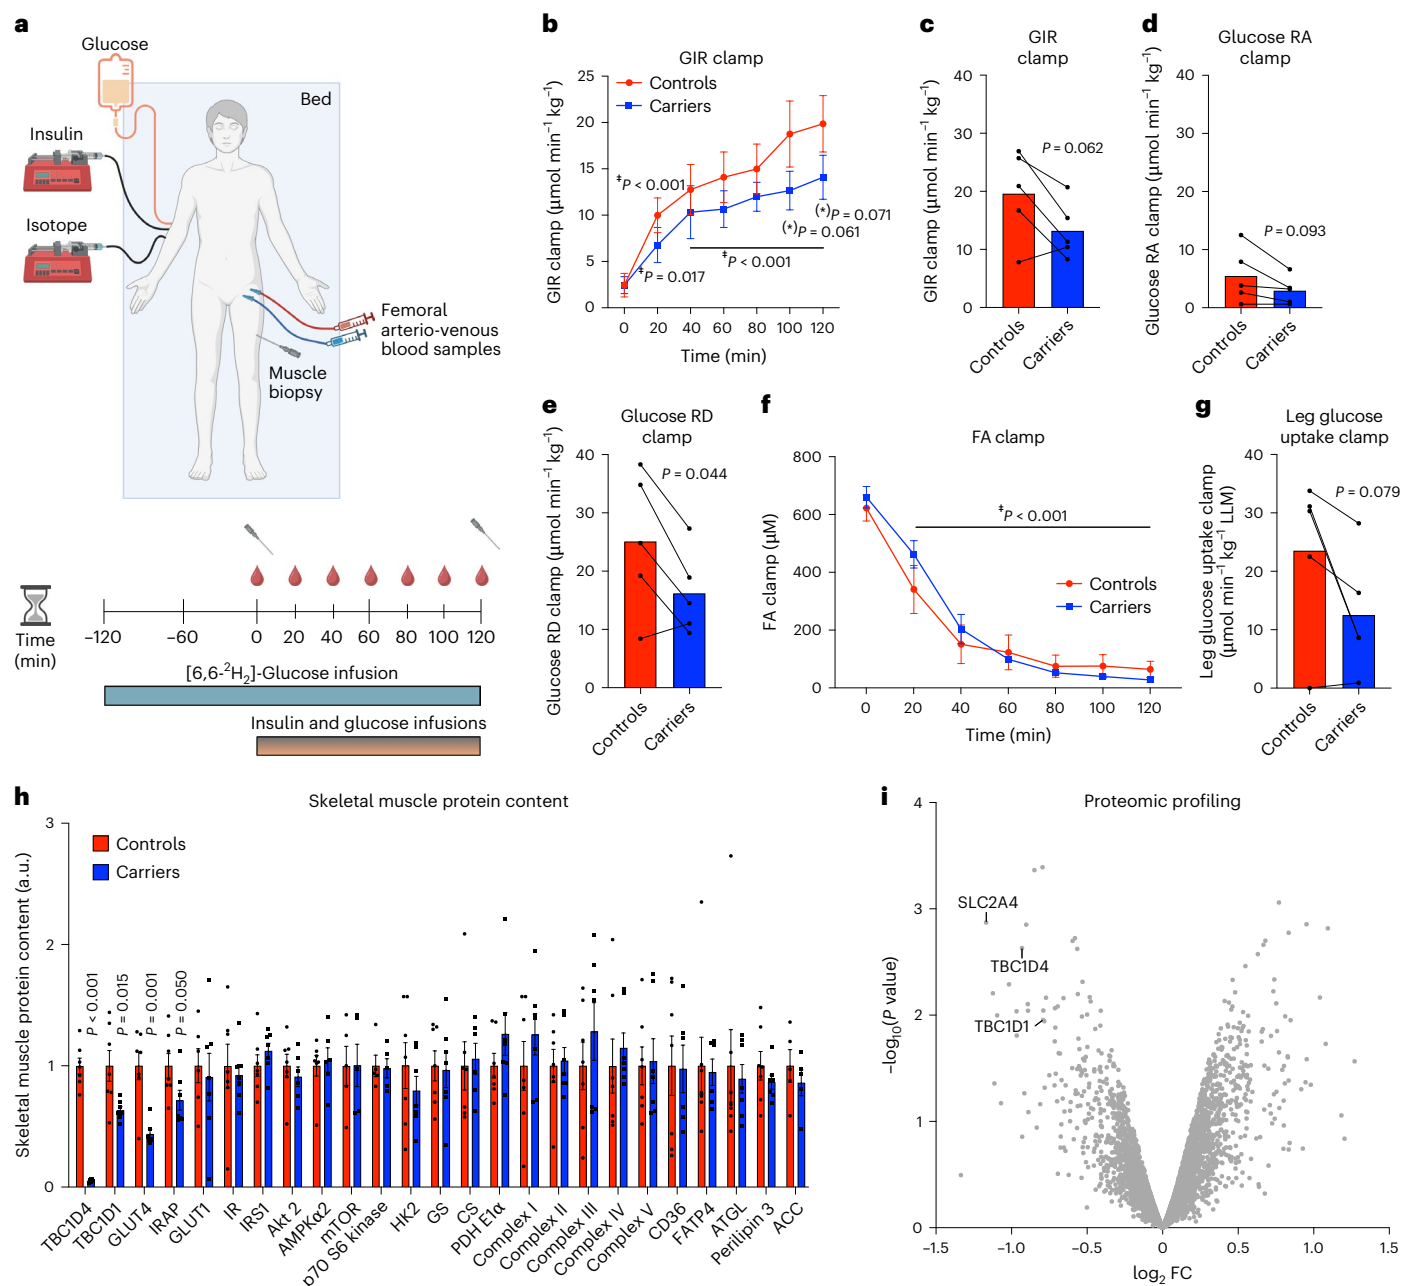 a
Glucose
Bed
Insulin
Isotope
Femoral
arterio-venous
blood samples
Muscle
biopsy
Time
(min)
−120
−60
0
20
40
60
80
100
120
[6,6-²H₂]-Glucose infusion
Insulin and glucose infusions
b
GIR clamp
Controls
Carriers
GIR clamp (µmol min⁻¹ kg⁻¹)
25
20
15
10
5
0
‡P < 0.001
‡P = 0.017
‡P < 0.001
(*)P = 0.071
(*)P = 0.061
0
20
40
60
80
100
120
Time (min)
c
GIR
clamp
GIR clamp (µmol min⁻¹ kg⁻¹)
40
30
20
10
0
P = 0.062
Controls
Carriers
d
Glucose RA
clamp
Glucose RA clamp (µmol min⁻¹ kg⁻¹)
40
30
20
10
0
P = 0.093
Controls
Carriers
e
Glucose RD
clamp
Glucose RD clamp (µmol min⁻¹ kg⁻¹)
40
30
20
10
0
P = 0.044
Controls
Carriers
f
FA clamp
FA clamp (µM)
800
600
400
200
0
‡P < 0.001
Controls
Carriers
0
20
40
60
80
100
120
Time (min)
g
Leg glucose
uptake clamp
Leg glucose uptake clamp
(µmol min⁻¹ kg⁻¹ LLM)
40
30
20
10
0
P = 0.079
Controls
Carriers
h
Skeletal muscle protein content
Skeletal muscle protein content (a.u.)
3
2
1
0
Controls
Carriers
P < 0.001
P = 0.015
P = 0.001
P = 0.050
TBC1D4
TBC1D1
GLUT4
IRAP
GLUT1
IR
IRS1
Akt 2
AMPKα2
mTOR
p70 S6 kinase
HK2
GS
CS
PDH E1α
Complex I
Complex II
Complex III
Complex IV
Complex V
CD36
FATP4
ATGL
Perilipin 3
ACC
i
Proteomic profiling
−log₁₀(P value)
4
3
2
1
0
SLC2A4
TBC1D4
TBC1D1
−1.5
−1.0
−0.5
0
0.5
1.0
1.5
log₂ FC